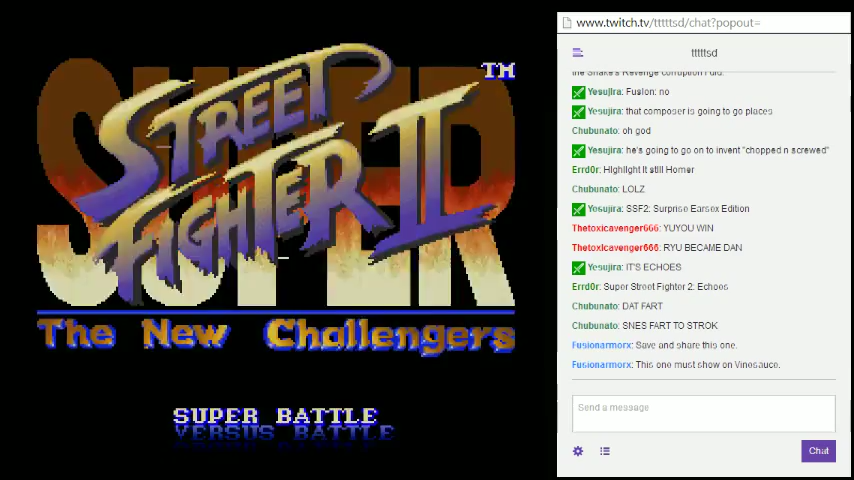 SUPER
STREET
FIGHTER II
TM
The New Challengers
SUPER BATTLE
VERSUS BATTLE
www.twitch.tv/tttttsd/chat?popout=
tttttsd
the Snake's Revenge corruption I did.
Yesujira: Fusion: no
Yesujira: that composer is going to go places
Chubunato: oh god
Yesujira: he's going to go on to invent "chopped n screwed"
Errd0r: Highlight it still Homer
Chubunato: LOLZ
Yesujira: SSF2: Surprise Earsox Edition
Thetoxicavenger666: YUYOU WIN
Thetoxicavenger666: RYU BECAME DAN
Yesujira: IT'S ECHOES
Errd0r: Super Street Fighter 2: Echoes
Chubunato: DAT FART
Chubunato: SNES FART TO STROK
Fusionarmorx: Save and share this one.
Fusionarmorx: This one must show on Vinesauce.
Send a message
Chat